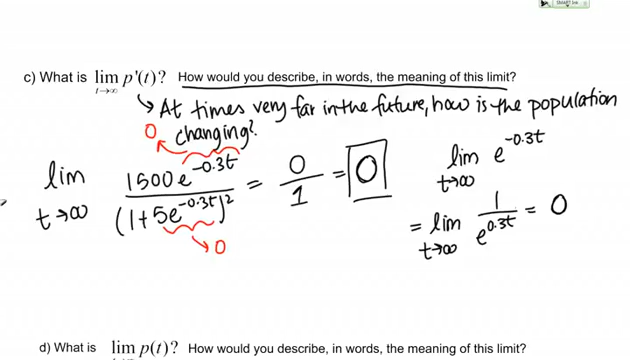 SMART Ink
c) What is lim t→∞ p'(t)? How would you describe, in words, the meaning of this limit?
↳ At times very far in the future, how is the population
changing?
0
lim t→∞ 1500e^-0.3t / (1+5e^-0.3t)^2 = 0/1 = 0
0
lim t→∞ e^-0.3t
= lim t→∞ 1/e^0.3t = 0
d) What is lim p(t)? How would you describe, in words, the meaning of this limit?